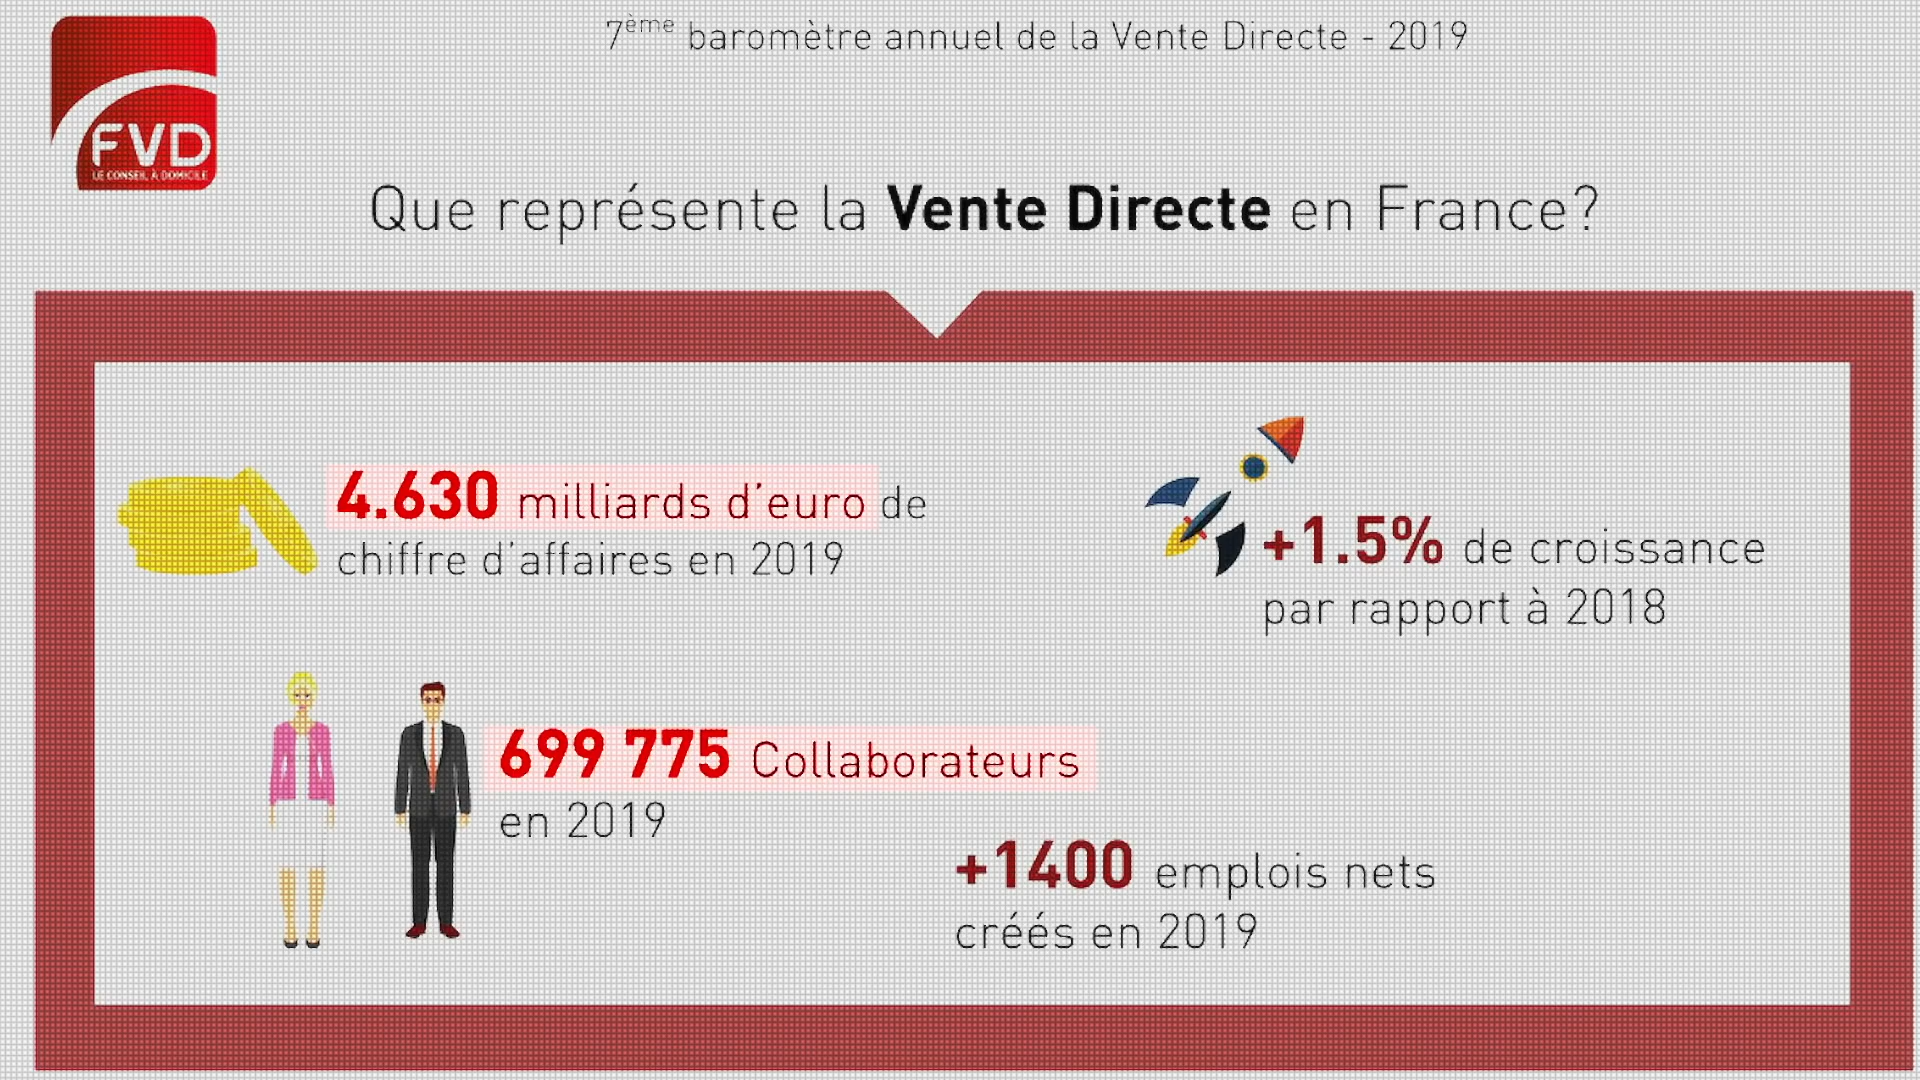 7ème baromètre annuel de la Vente Directe - 2019
FVD
LE CONSEIL À DOMICILE
Que représente la Vente Directe en France?
4.630 milliards d'euro de
chiffre d'affaires en 2019
+1.5% de croissance
par rapport à 2018
699 775 Collaborateurs
en 2019
+1400 emplois nets
créés en 2019